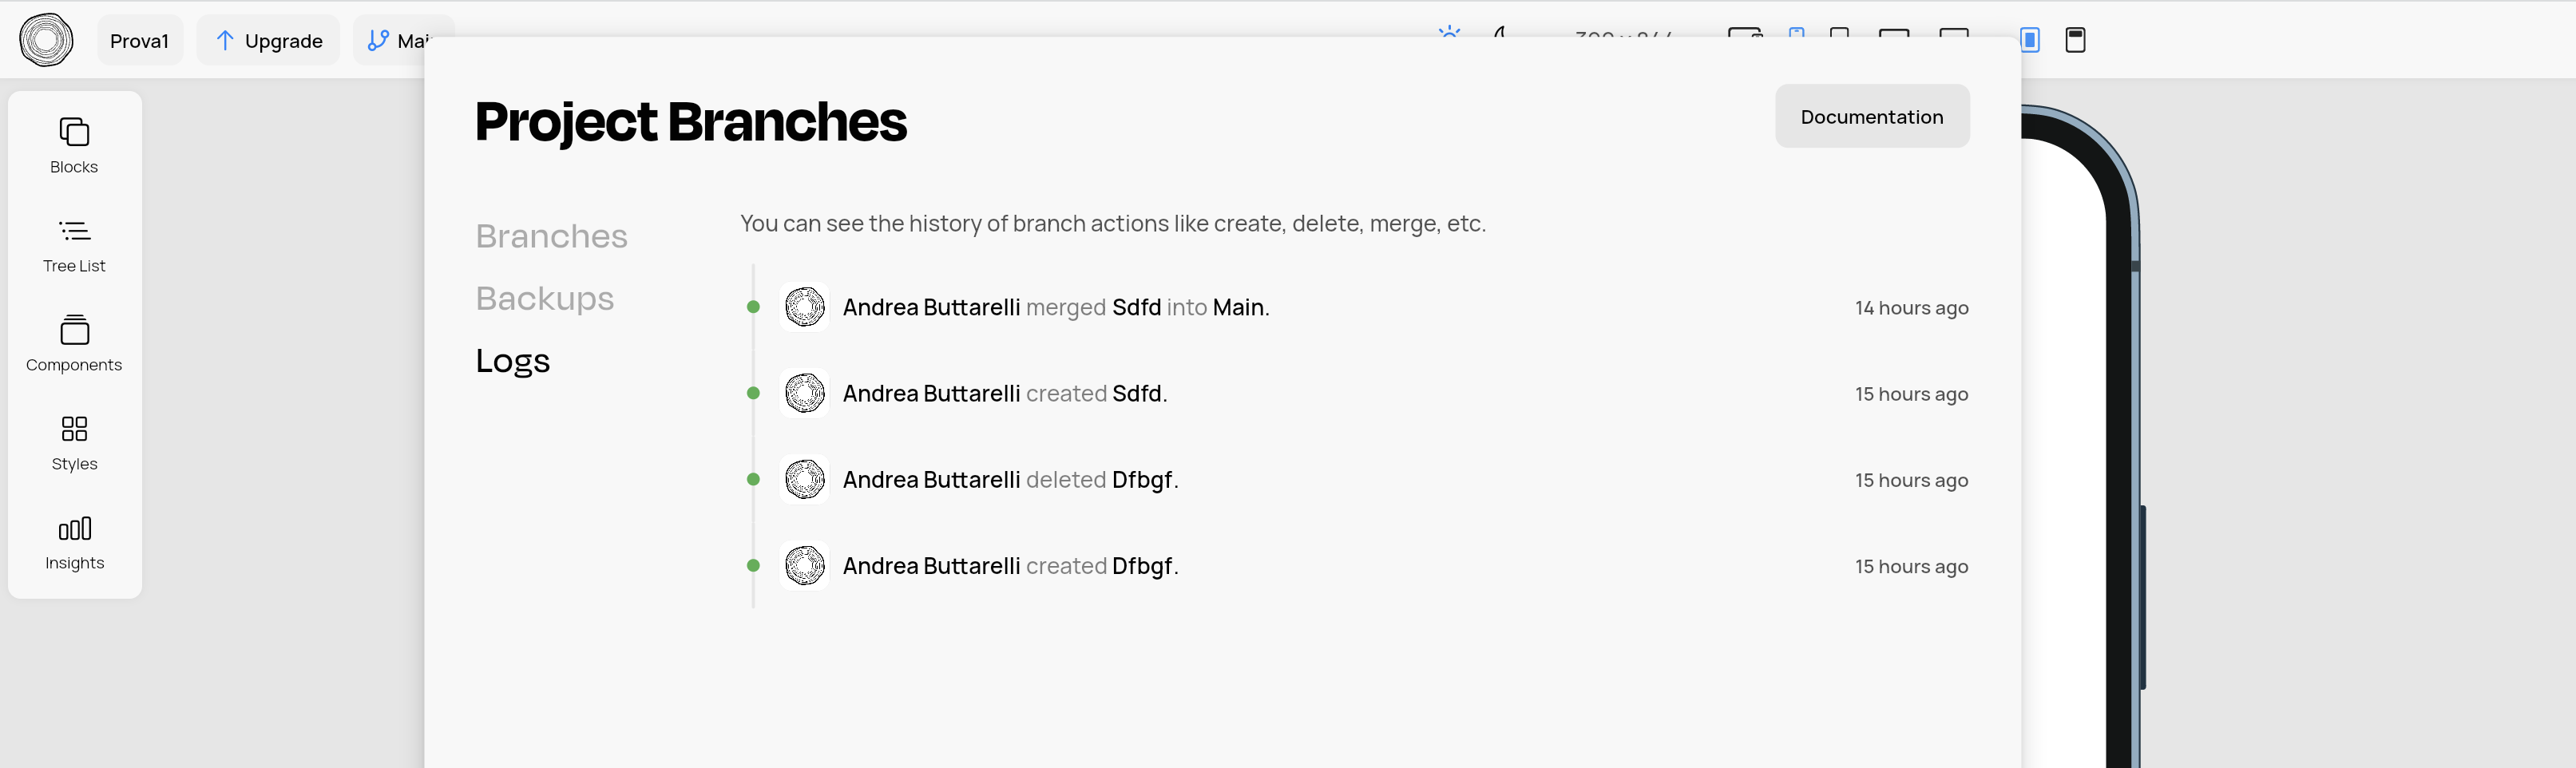 Prova1
Upgrade
Project Branches
Documentation
Blocks
Tree List
Components
Styles
Insights
Branches
Backups
Logs
You can see the history of branch actions like create, delete, merge, etc.
Andrea Buttarelli merged Sdfd into Main. 14 hours ago
Andrea Buttarelli created Sdfd. 15 hours ago
Andrea Buttarelli deleted Dfbgf. 15 hours ago
Andrea Buttarelli created Dfbgf. 15 hours ago